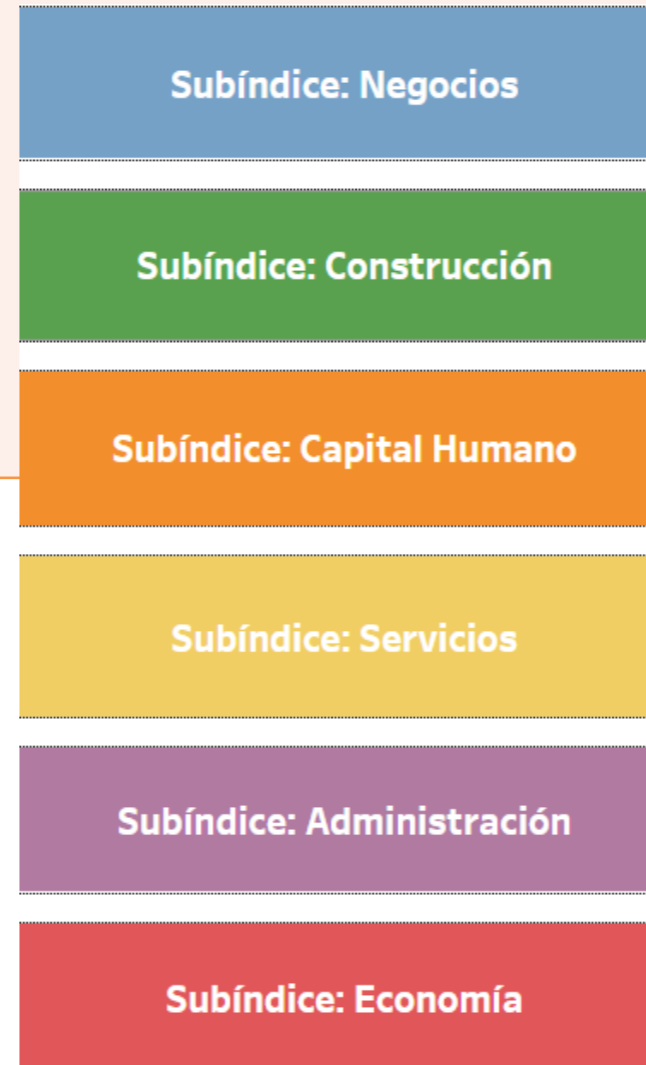 Subíndice: Negocios
Subíndice: Construcción
Subíndice: Capital Humano
Subíndice: Servicios
Subíndice: Administración
Subíndice: Economía